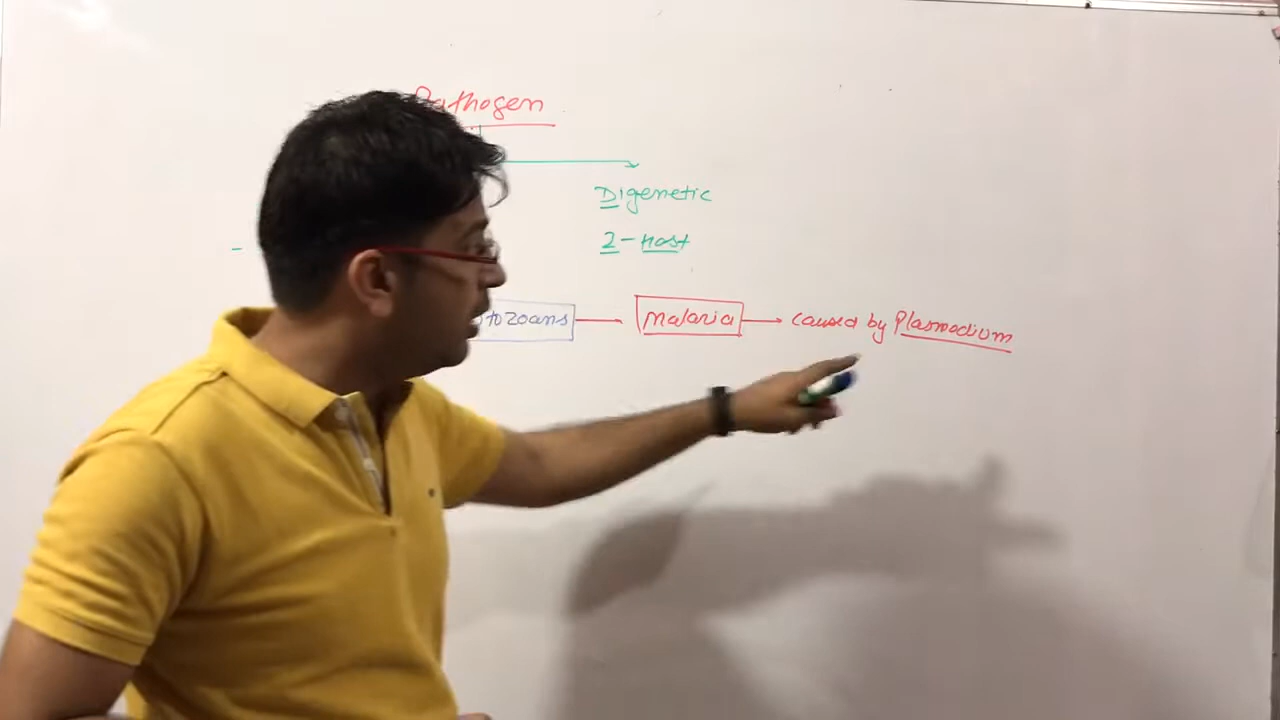 Pathogen
Digenetic
2-Host
tozoans → malaria → caused by Plasmodium